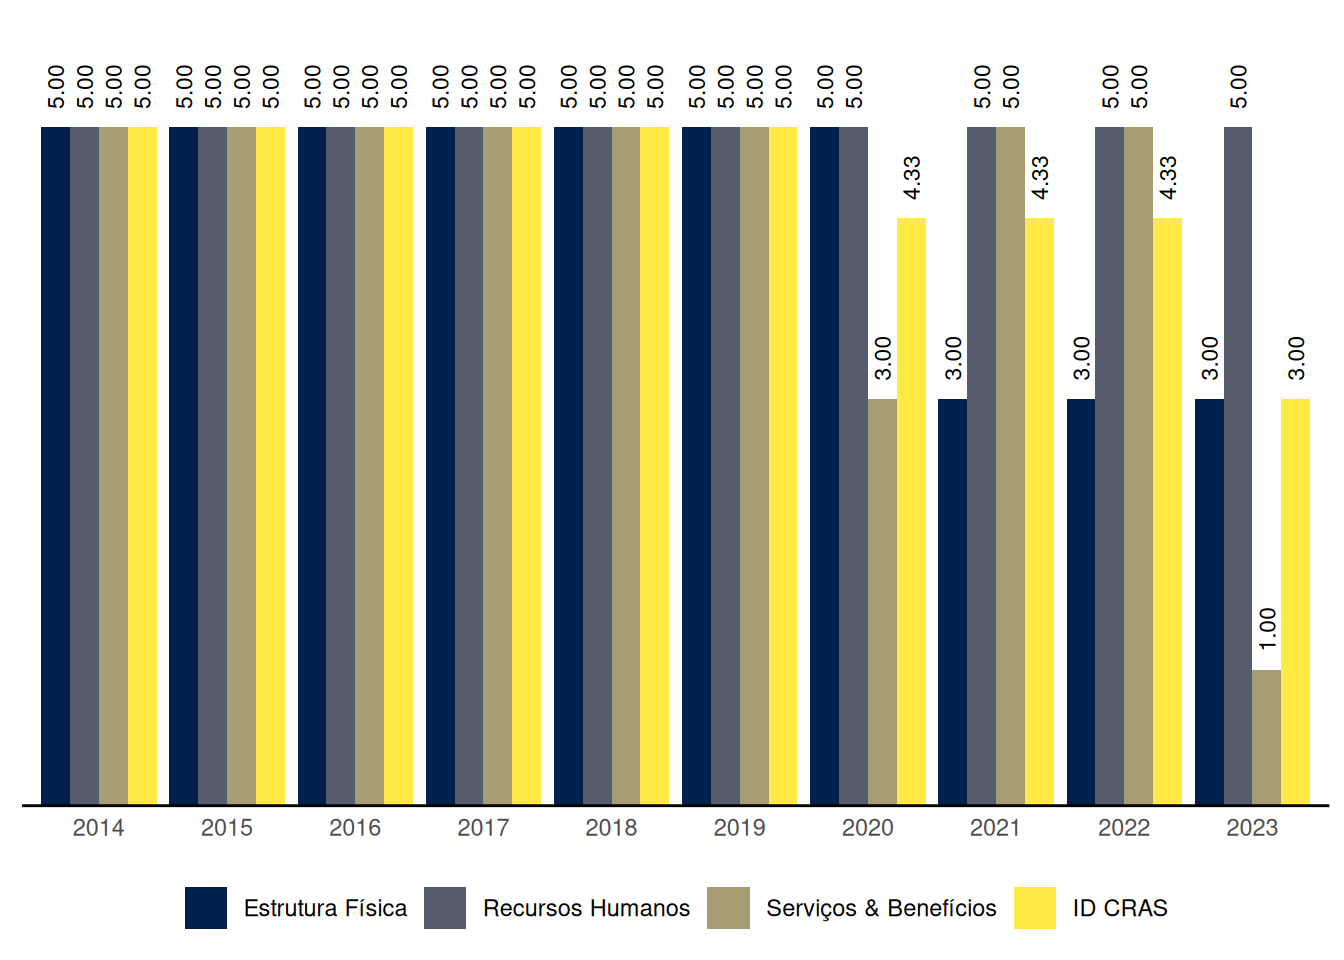 5.00 5.00 5.00 5.00 5.00 5.00 5.00 5.00 5.00 5.00 5.00 5.00 5.00 5.00 5.00 5.00 5.00 5.00 5.00 5.00 5.00 5.00 5.00 5.00 5.00 5.00 3.00 4.33 3.00 5.00 5.00 4.33 3.00 5.00 5.00 4.33 3.00 5.00 1.00 3.00
2014 2015 2016 2017 2018 2019 2020 2021 2022 2023
Estrutura Física Recursos Humanos Serviços & Benefícios ID CRAS